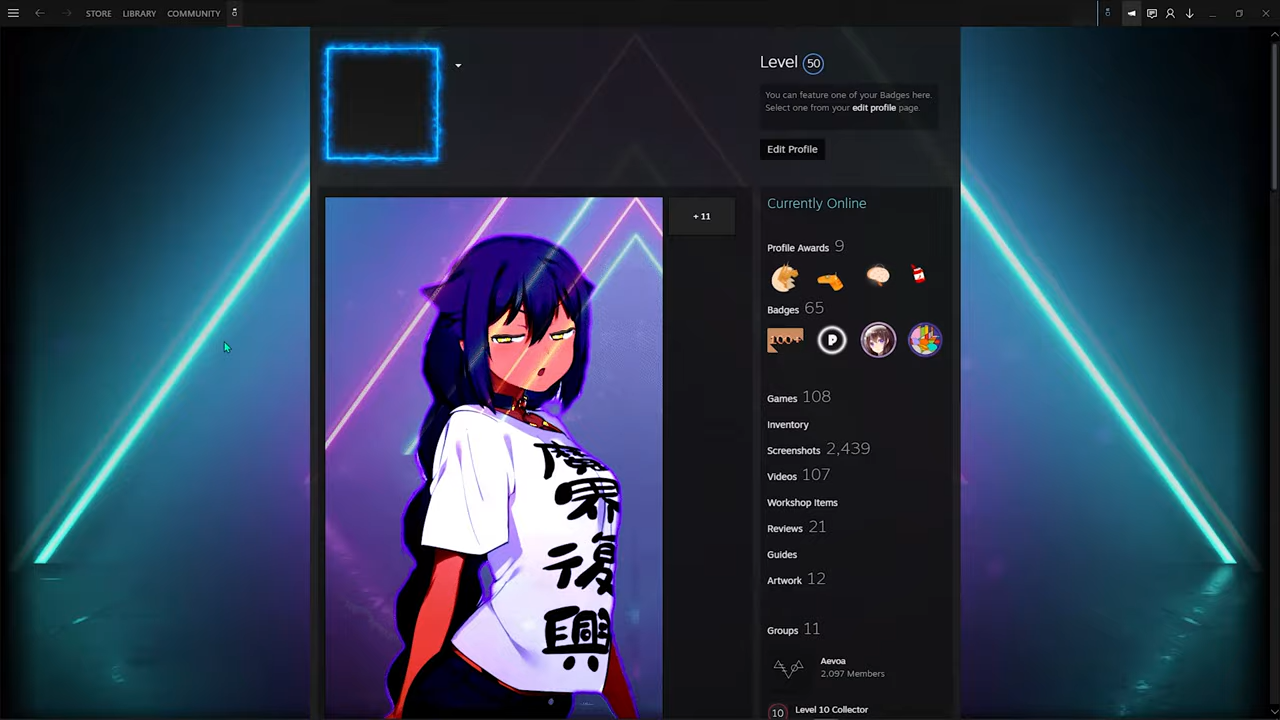 STORE LIBRARY COMMUNITY
Level 50
You can feature one of your Badges here.
Select one from your edit profile page.
Edit Profile
+ 11
Currently Online
Profile Awards 9
Badges 65
100+
P
Games 108
Inventory
Screenshots 2,439
Videos 107
Workshop Items
Reviews 21
Guides
Artwork 12
Groups 11
Aevoa
2,097 Members
10 Level 10 Collector
魔
界
復
興